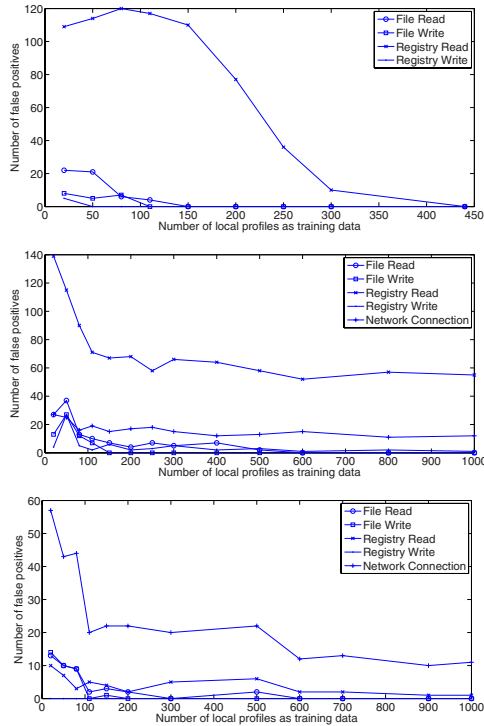 120
100
80
60
40
20
0
Number of false positives
File Read
File Write
Registry Read
Registry Write
0 50 100 150 200 250 300 350 400 450
Number of local profiles as training data
140
120
100
80
60
40
20
0
Number of false positives
File Read
File Write
Registry Read
Registry Write
Network Connection
0 100 200 300 400 500 600 700 800 900 1000
Number of local profiles as training data
60
50
40
30
20
10
0
Number of false positives
File Read
File Write
Registry Read
Registry Write
Network Connection
0 100 200 300 400 500 600 700 800 900 1000
Number of local profiles as training data